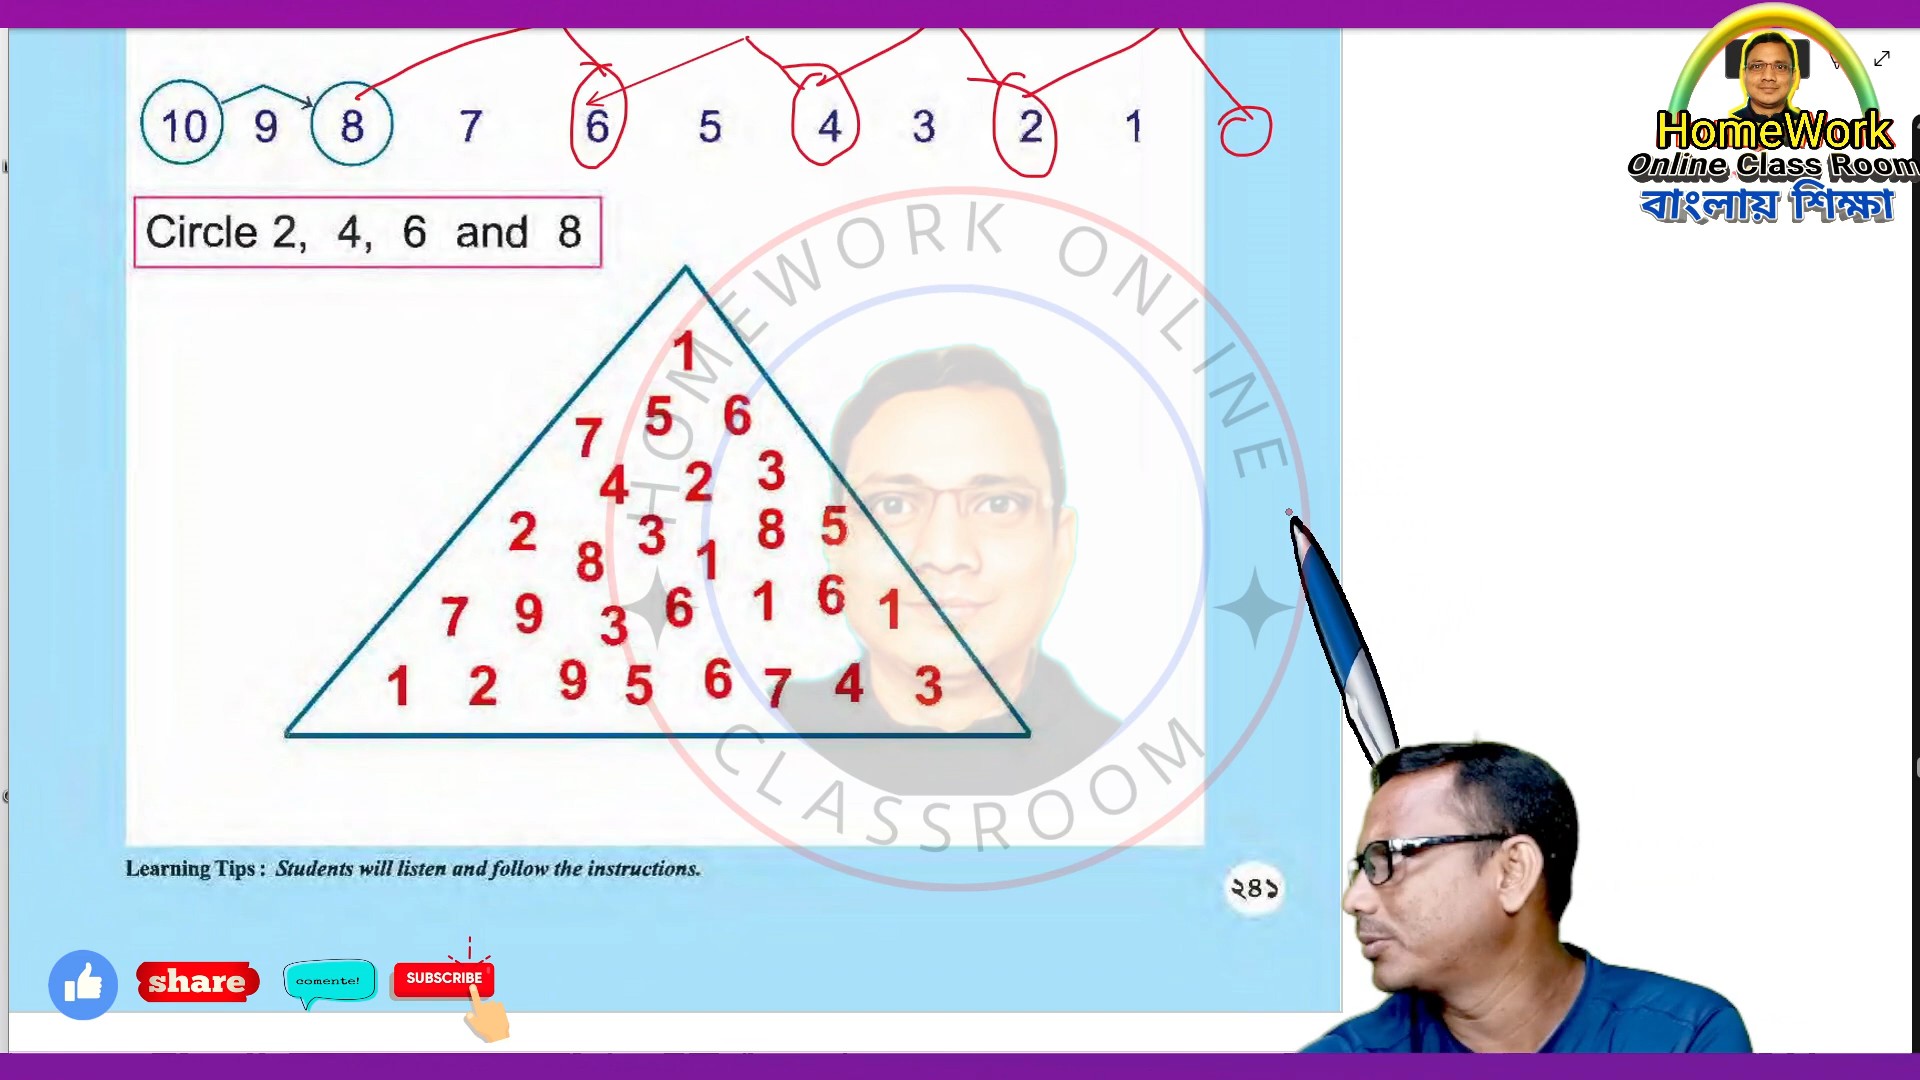 10 9 8 7 6 5 4 3 2 1
HomeWork
Online Class Room
বাংলায় শিক্ষা
Circle 2, 4, 6 and 8
HOMEWORK ONLINE
CLASSROOM
1
7 5 6
4 2 3
2 8 3 1 8 5
7 9 3 6 1 6 1
1 2 9 5 6 7 4 3
Learning Tips : Students will listen and follow the instructions.
২৪১
share
comente!
SUBSCRIBE